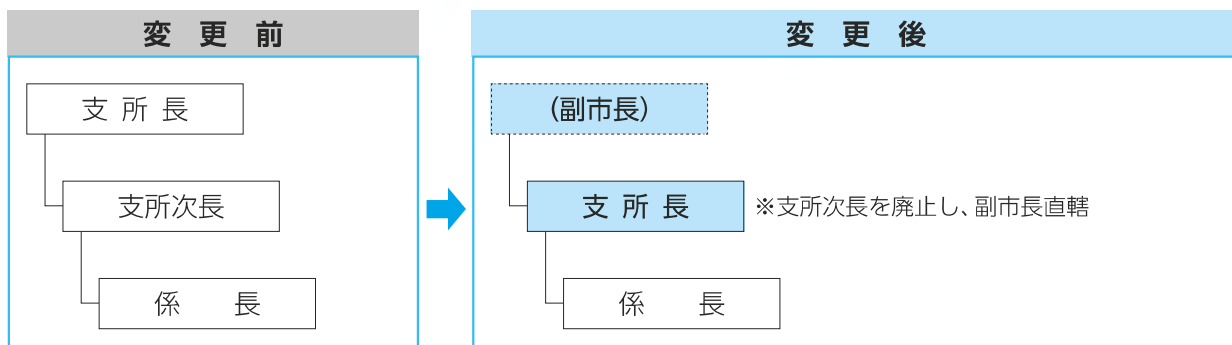 変更前
支所長
支所次長
係長
変更後
(副市長)
支所長
※支所次長を廃止し、副市長直轄
係長